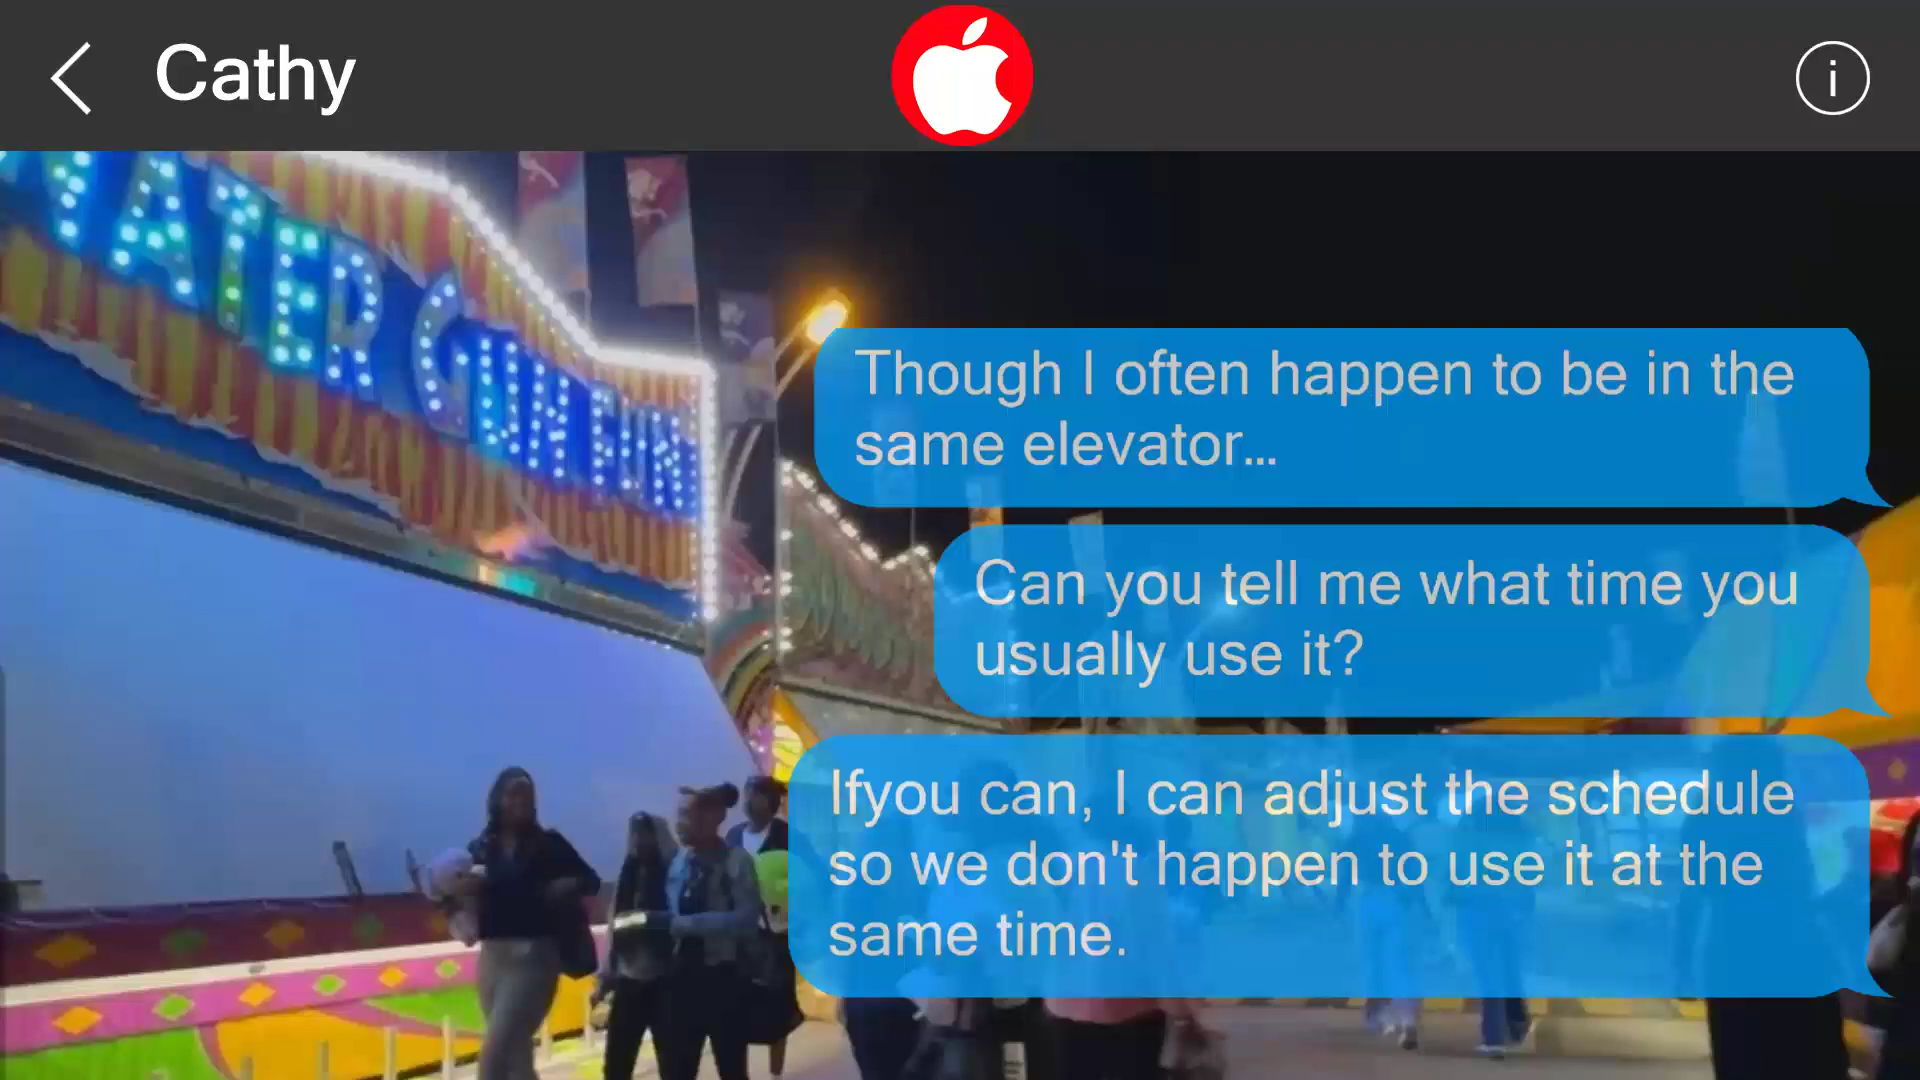 Cathy
WATER GUN FUN
Though I often happen to be in the
same elevator...
Can you tell me what time you
usually use it?
Ifyou can, I can adjust the schedule
so we don't happen to use it at the
same time.